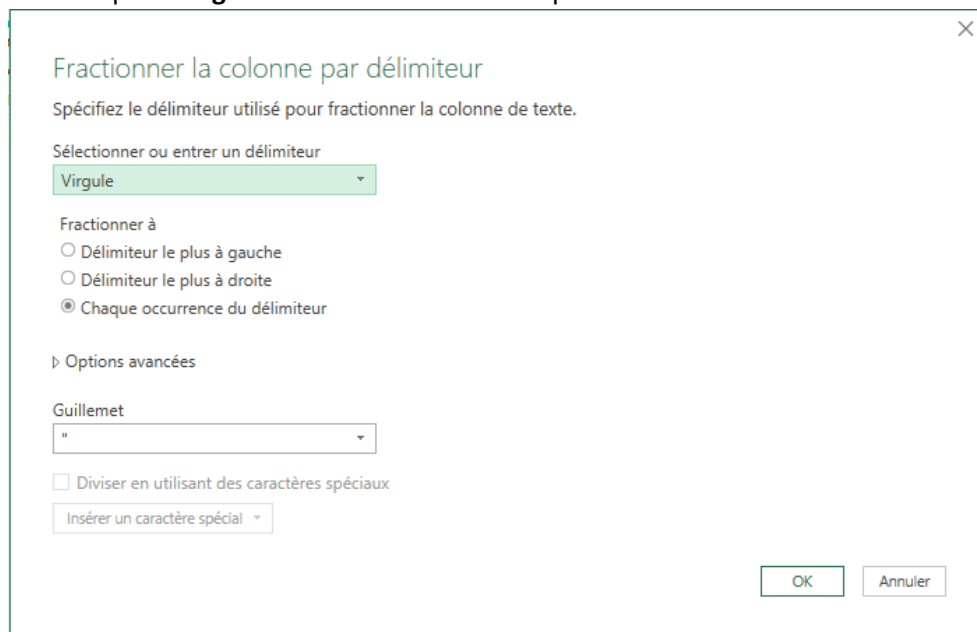 Fractionner la colonne par délimiteur
Spécifiez le délimiteur utilisé pour fractionner la colonne de texte.
Sélectionner ou entrer un délimiteur
Virgule
Fractionner à
Délimiteur le plus à gauche
Délimiteur le plus à droite
Chaque occurrence du délimiteur
Options avancées
Guillemet
"
Diviser en utilisant des caractères spéciaux
Insérer un caractère spécial
OK Annuler